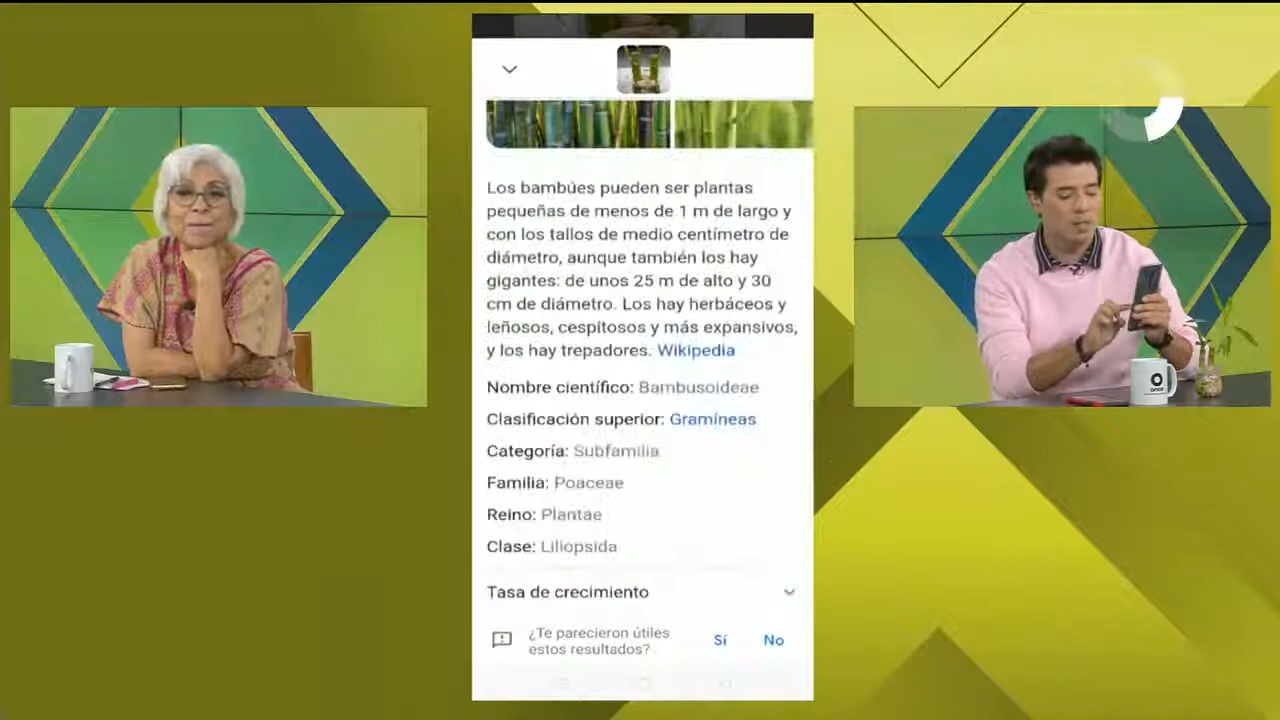 Los bambúes pueden ser plantas
pequeñas de menos de 1 m de largo y
con los tallos de medio centímetro de
diámetro, aunque también los hay
gigantes: de unos 25 m de alto y 30
cm de diámetro. Los hay herbáceos y
leñosos, cespitosos y más expansivos,
y los hay trepadores. Wikipedia
Nombre científico: Bambusoideae
Clasificación superior: Gramíneas
Categoría: Subfamilia
Familia: Poaceae
Reino: Plantae
Clase: Liliopsida
Tasa de crecimiento
¿Te parecieron útiles
estos resultados?
Sí
No
once